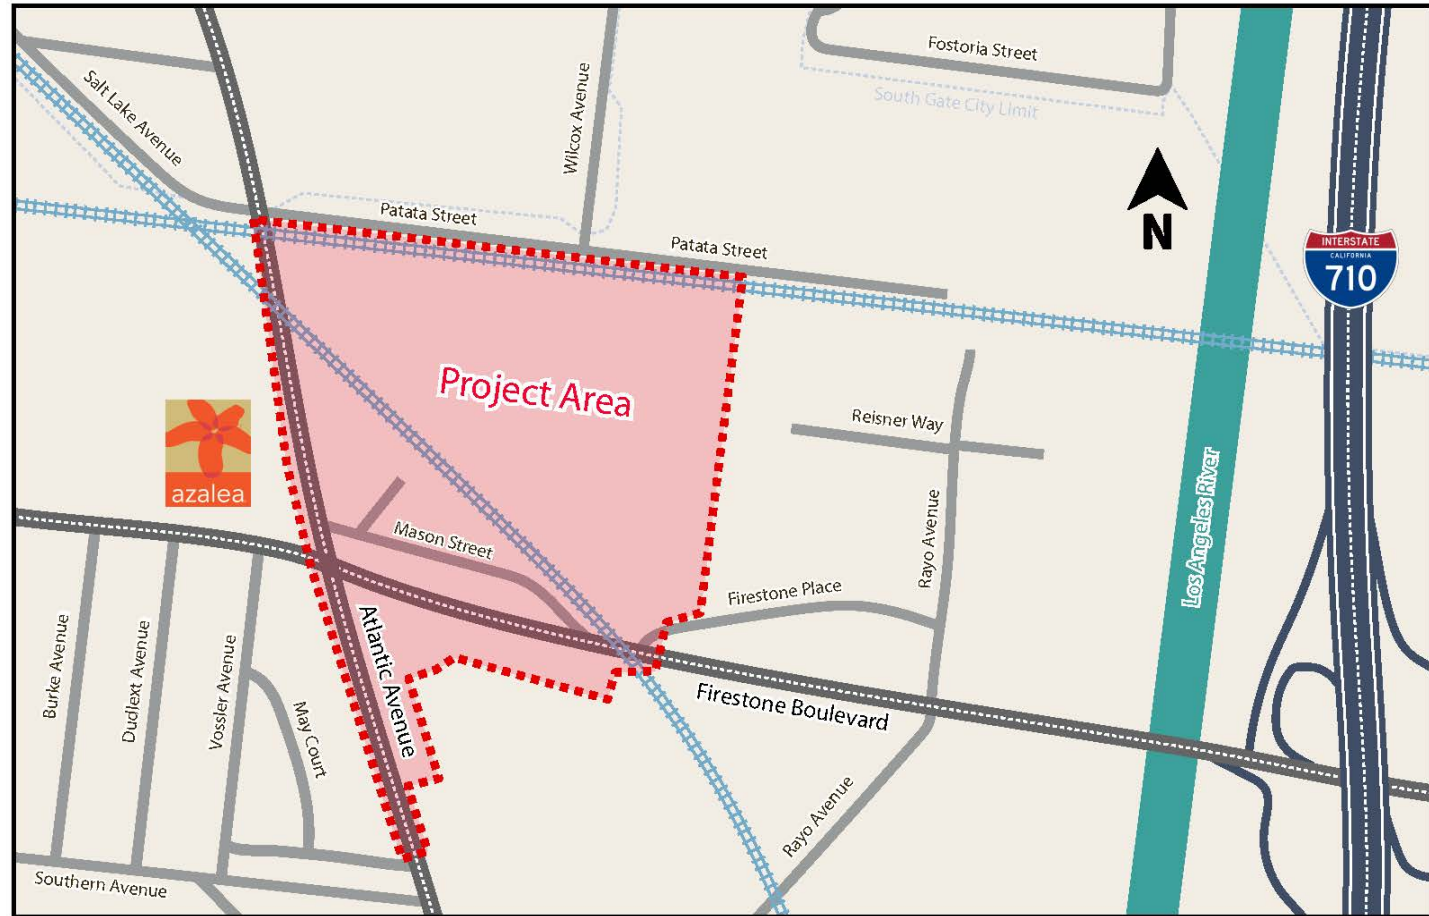 Fostoria Street
Salt Lake Avenue
Wilcox Avenue
South Gate City Limit
Patata Street
Patata Street
N
INTERSTATE
CALIFORNIA
710
Project Area
azalea
Reisner Way
Los Angeles River
Mason Street
Rayo Avenue
Firestone Place
Atlantic Avenue
Burke Avenue
Dudlext Avenue
Vossler Avenue
May Court
Firestone Boulevard
Rayo Avenue
Southern Avenue